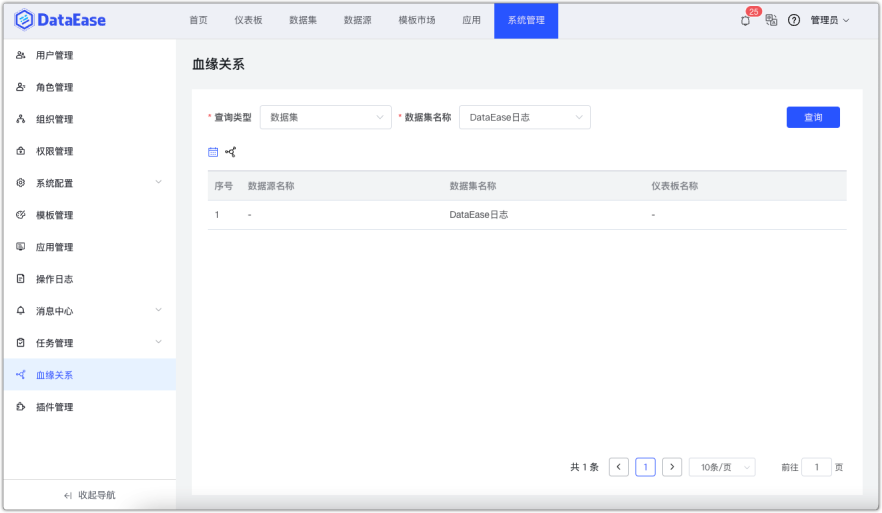 DataEase 首页 仪表板 数据集 数据源 模板市场 应用 系统管理 25 管理员
用户管理
角色管理
组织管理
权限管理
系统配置
模板管理
应用管理
操作日志
消息中心
任务管理
血缘关系
插件管理
收起导航
血缘关系
* 查询类型 数据集 * 数据集名称 DataEase日志 查询
序号 数据源名称 数据集名称 仪表板名称
1 - DataEase日志 -
共 1 条 1 10条/页 前往 1 页